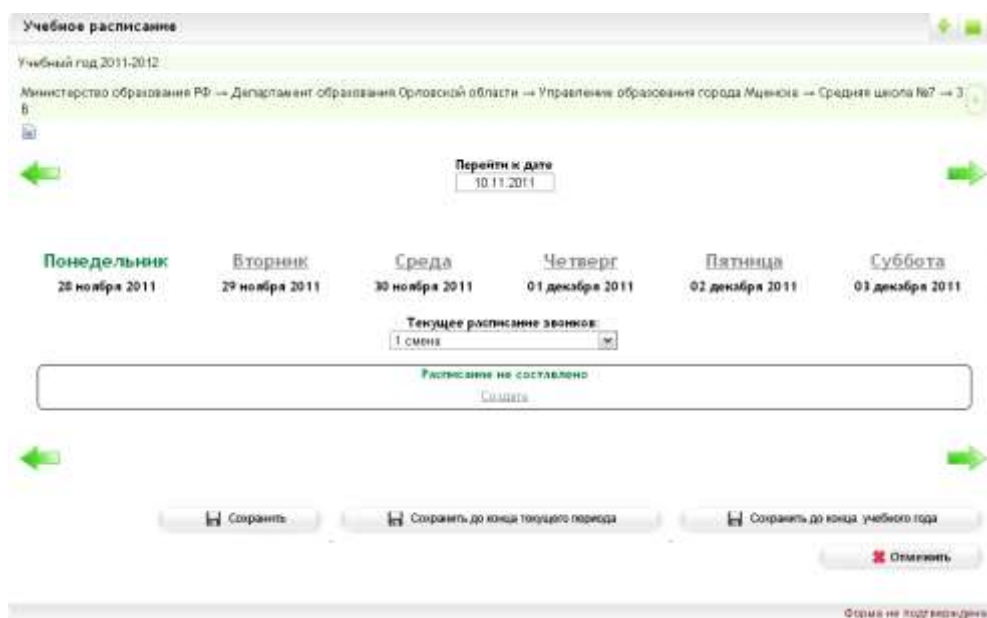 Учебное расписание
Учебный год 2011-2012
Министерство образования РФ → Департамент образования Орловской области → Управление образования города Мценска → Средняя школа №7 → 3
В
Перейти к дате
10.11.2011
Понедельник Вторник Среда Четверг Пятница Суббота
28 ноября 2011 29 ноября 2011 30 ноября 2011 01 декабря 2011 02 декабря 2011 03 декабря 2011
Текущее расписание звонков:
1 смена
Расписание не составлено
Создать
Сохранить Сохранить до конца текущего периода Сохранить до конца учебного года
Отменить
Форма не подтверждена